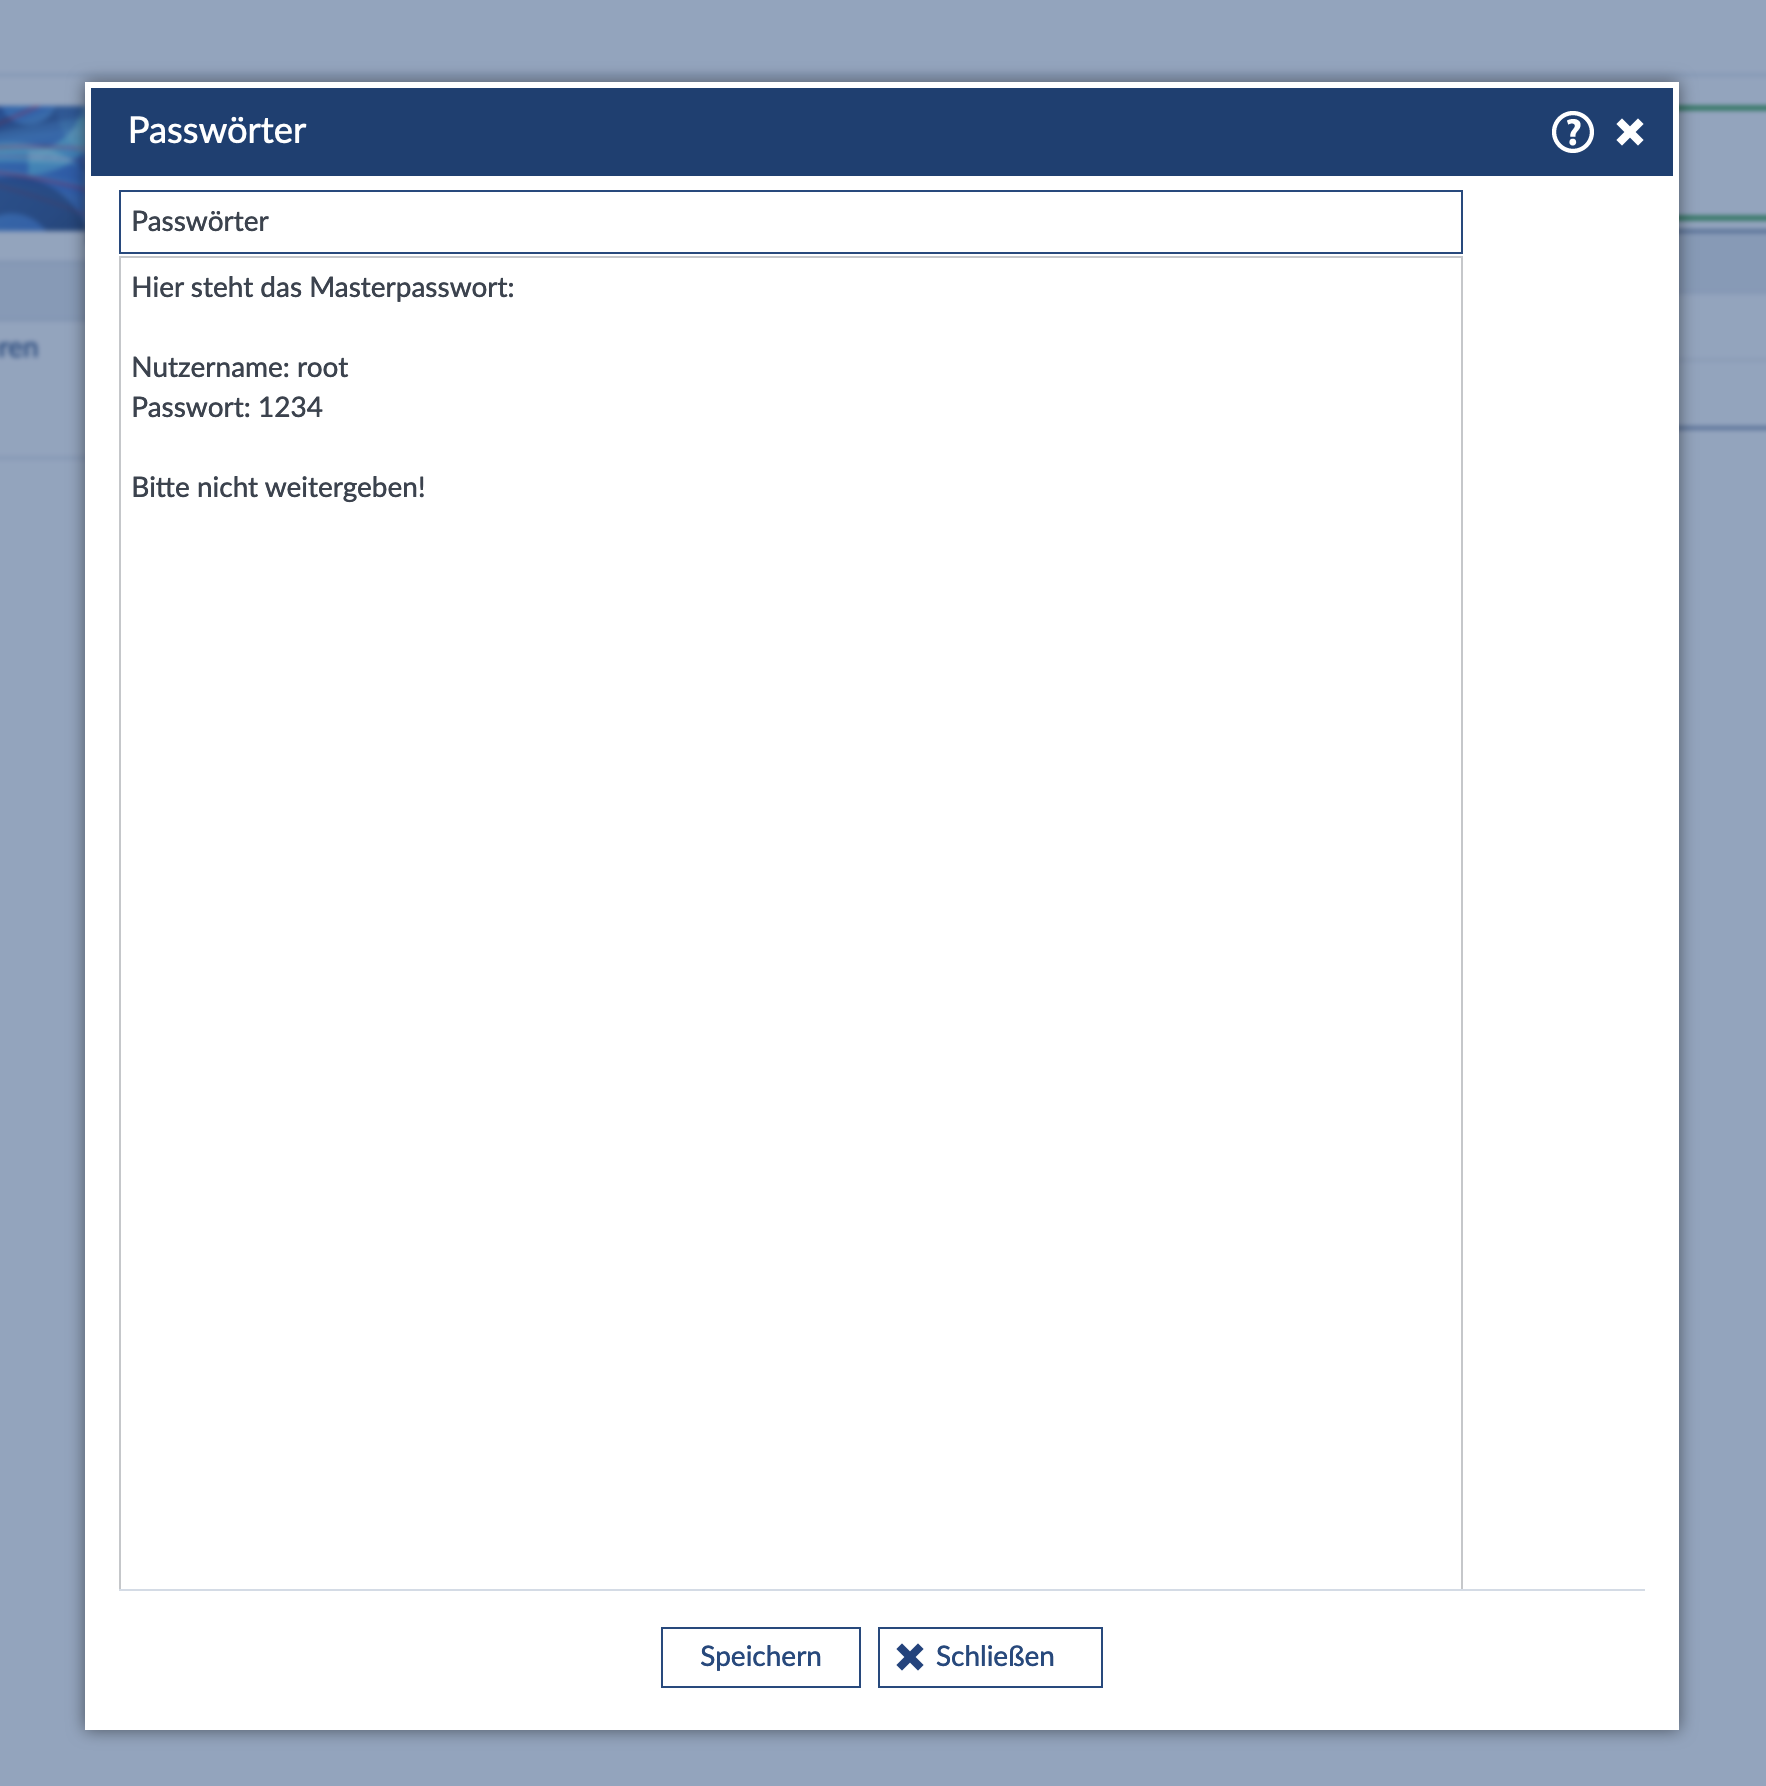 Passwörter
Passwörter
Hier steht das Masterpasswort:
Nutzername: root
Passwort: 1234
Bitte nicht weitergeben!
ren
Speichern
Schließen